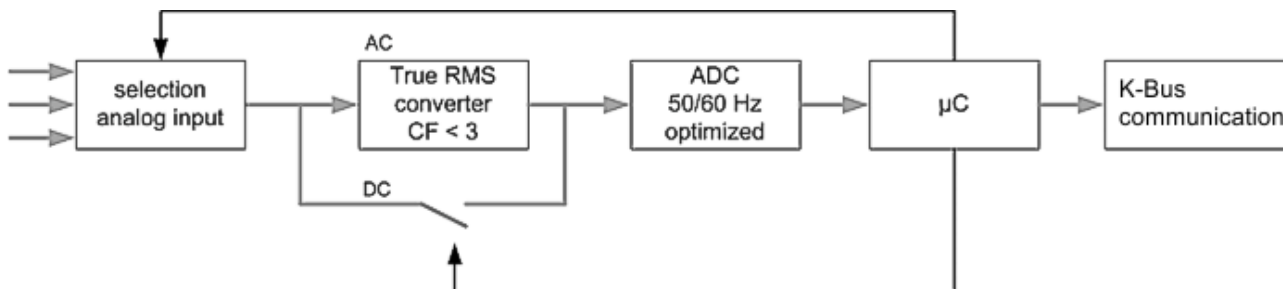 AC
selection
analog input
True RMS
converter
CF < 3
DC
ADC
50/60 Hz
optimized
µC
K-Bus
communication